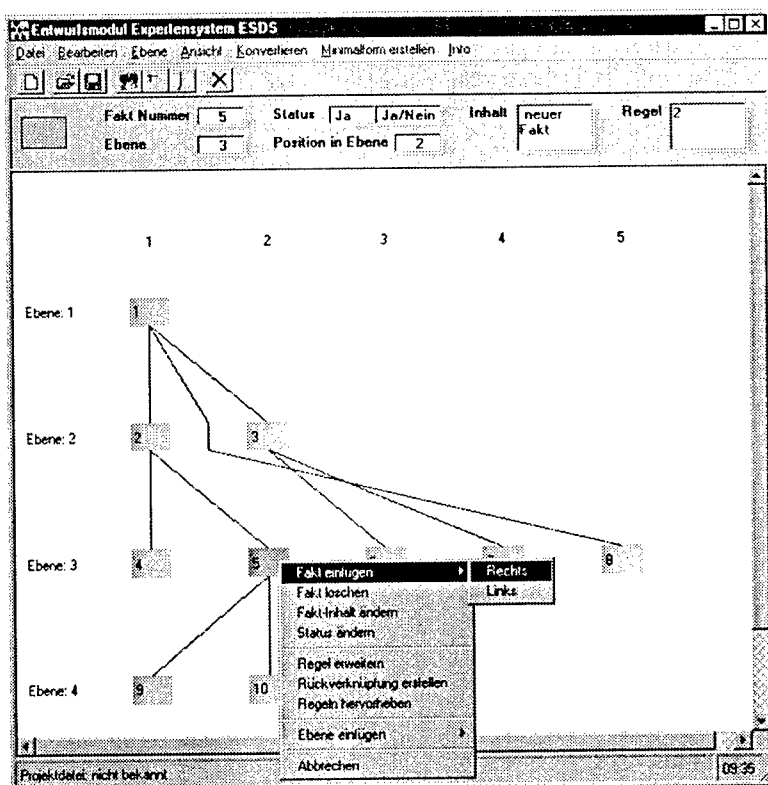 Entwurfsmodul Expertensystem ESDS
Datei Bearbeiten Ebene Ansicht Konvertieren Minimalform erstellen Info
Fakt Nummer 5 Status Ja Ja/Nein Inhalt neuer Fakt Regel 2
Ebene 3 Position in Ebene 2
1 2 3 4 5
Ebene: 1 1
Ebene: 2 2 3
Ebene: 3 4 5 8
Fakt einfügen Rechts
Fakt löschen Links
Fakt-Inhalt ändern
Status ändern
Regel erweitern
Ebene: 4 9 10 Rückverknüpfung erstellen
Regeln hervorheben
Ebene einfügen
Abbrechen
Projektdatei: nicht bekannt 09:35